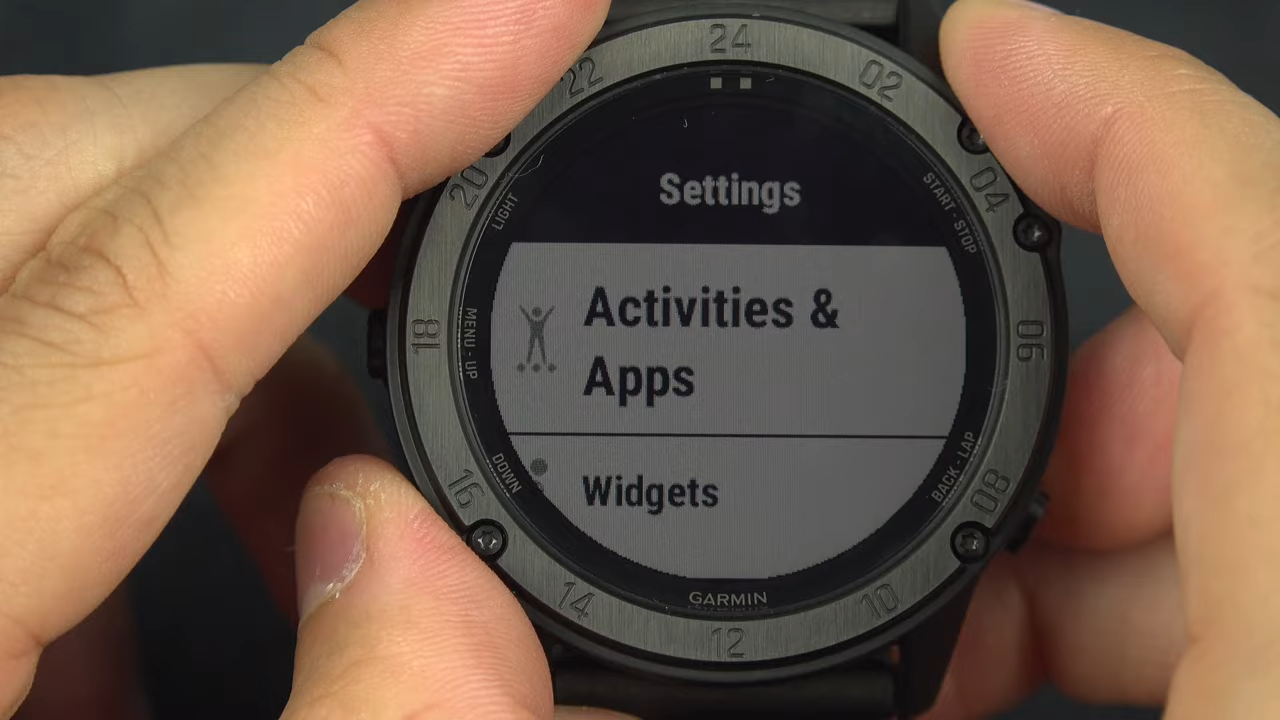 24
22
02
20
04
LIGHT
START - STOP
Settings
Activities &
Apps
18
MENU - UP
06
Widgets
DOWN
BACK - LAP
16
08
14
GARMIN
10
12